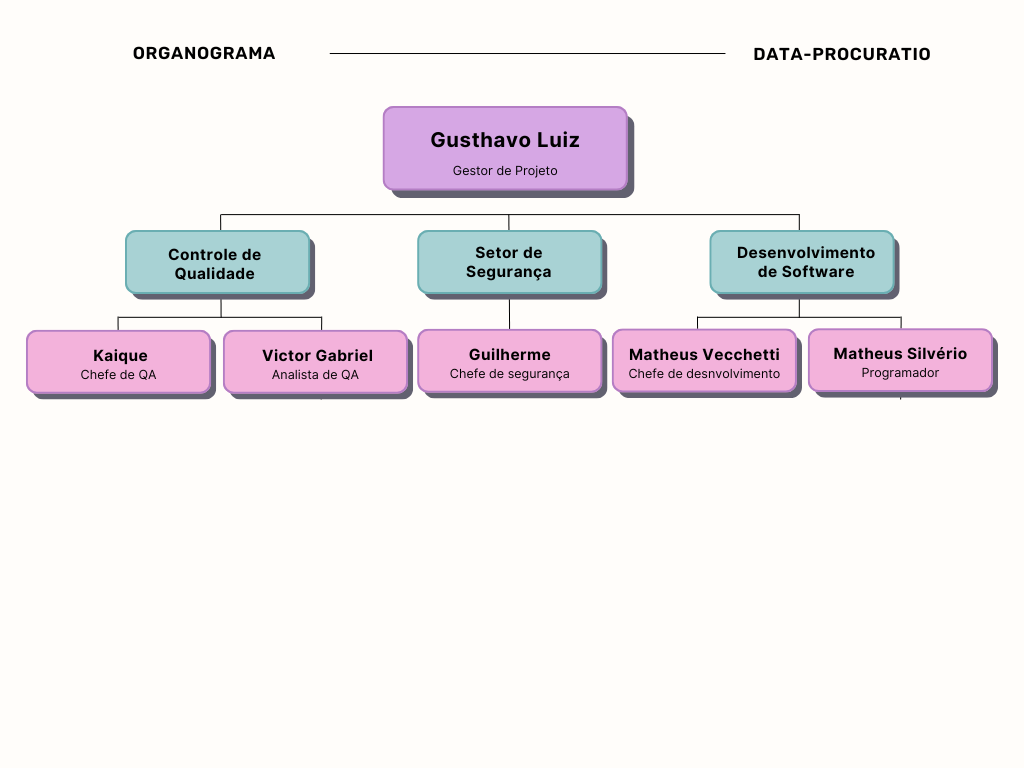 ORGANOGRAMA
DATA-PROCURATIO
Gusthavo Luiz
Gestor de Projeto
Controle de
Qualidade
Setor de
Segurança
Desenvolvimento
de Software
Kaique
Chefe de QA
Victor Gabriel
Analista de QA
Guilherme
Chefe de segurança
Matheus Vecchetti
Chefe de desnvolvimento
Matheus Silvério
Programador